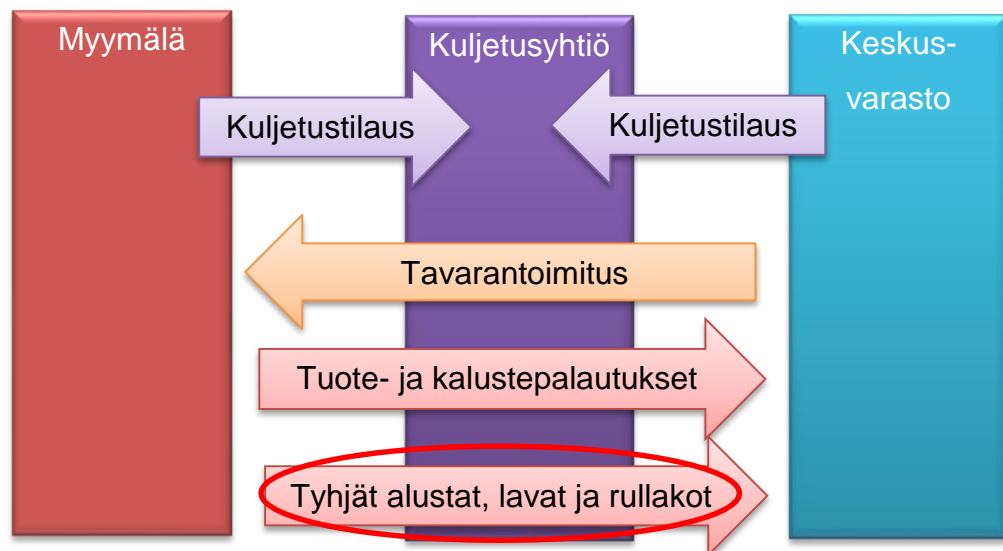 Myymälä
Kuljetusyhtiö
Keskus-
varasto
Kuljetustilaus
Kuljetustilaus
Tavarantoimitus
Tuote- ja kalustepalautukset
Tyhjät alustat, lavat ja rullakot